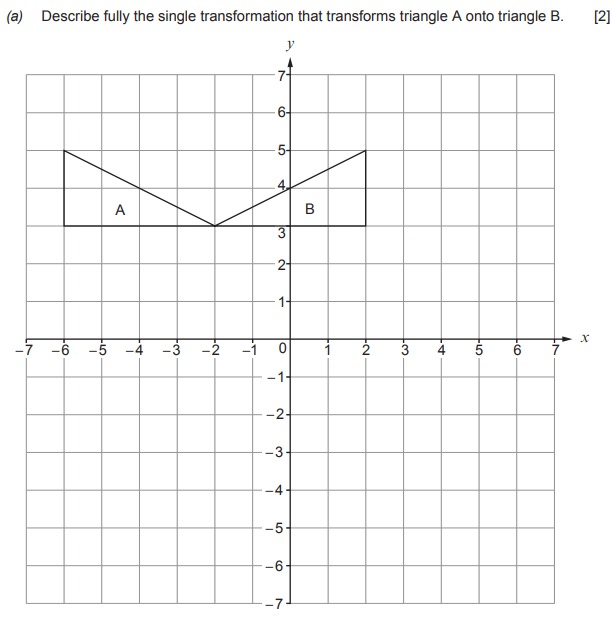 (a) Describe fully the single transformation that transforms triangle A onto triangle B. [2]
y
7
6
5
4
A
B
3
2
1
-7 -6 -5 -4 -3 -2 -1 0 1 2 3 4 5 6 7 x
-1
-2
-3
-4
-5
-6
-7